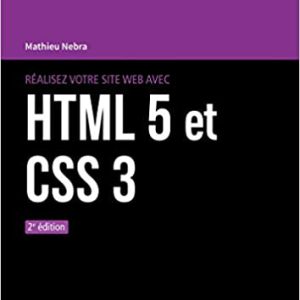 Mathieu Nebra
RÉALISEZ VOTRE SITE WEB AVEC
HTML 5 et
CSS 3
2e édition